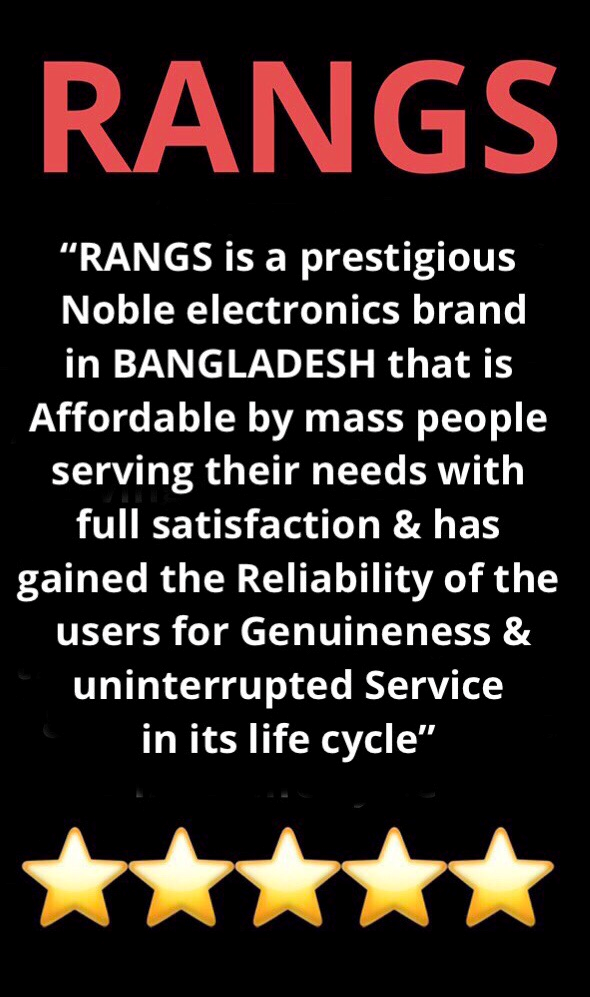 RANGS
“RANGS is a prestigious
Noble electronics brand
in BANGLADESH that is
Affordable by mass people
serving their needs with
full satisfaction & has
gained the Reliability of the
users for Genuineness &
uninterrupted Service
in its life cycle”